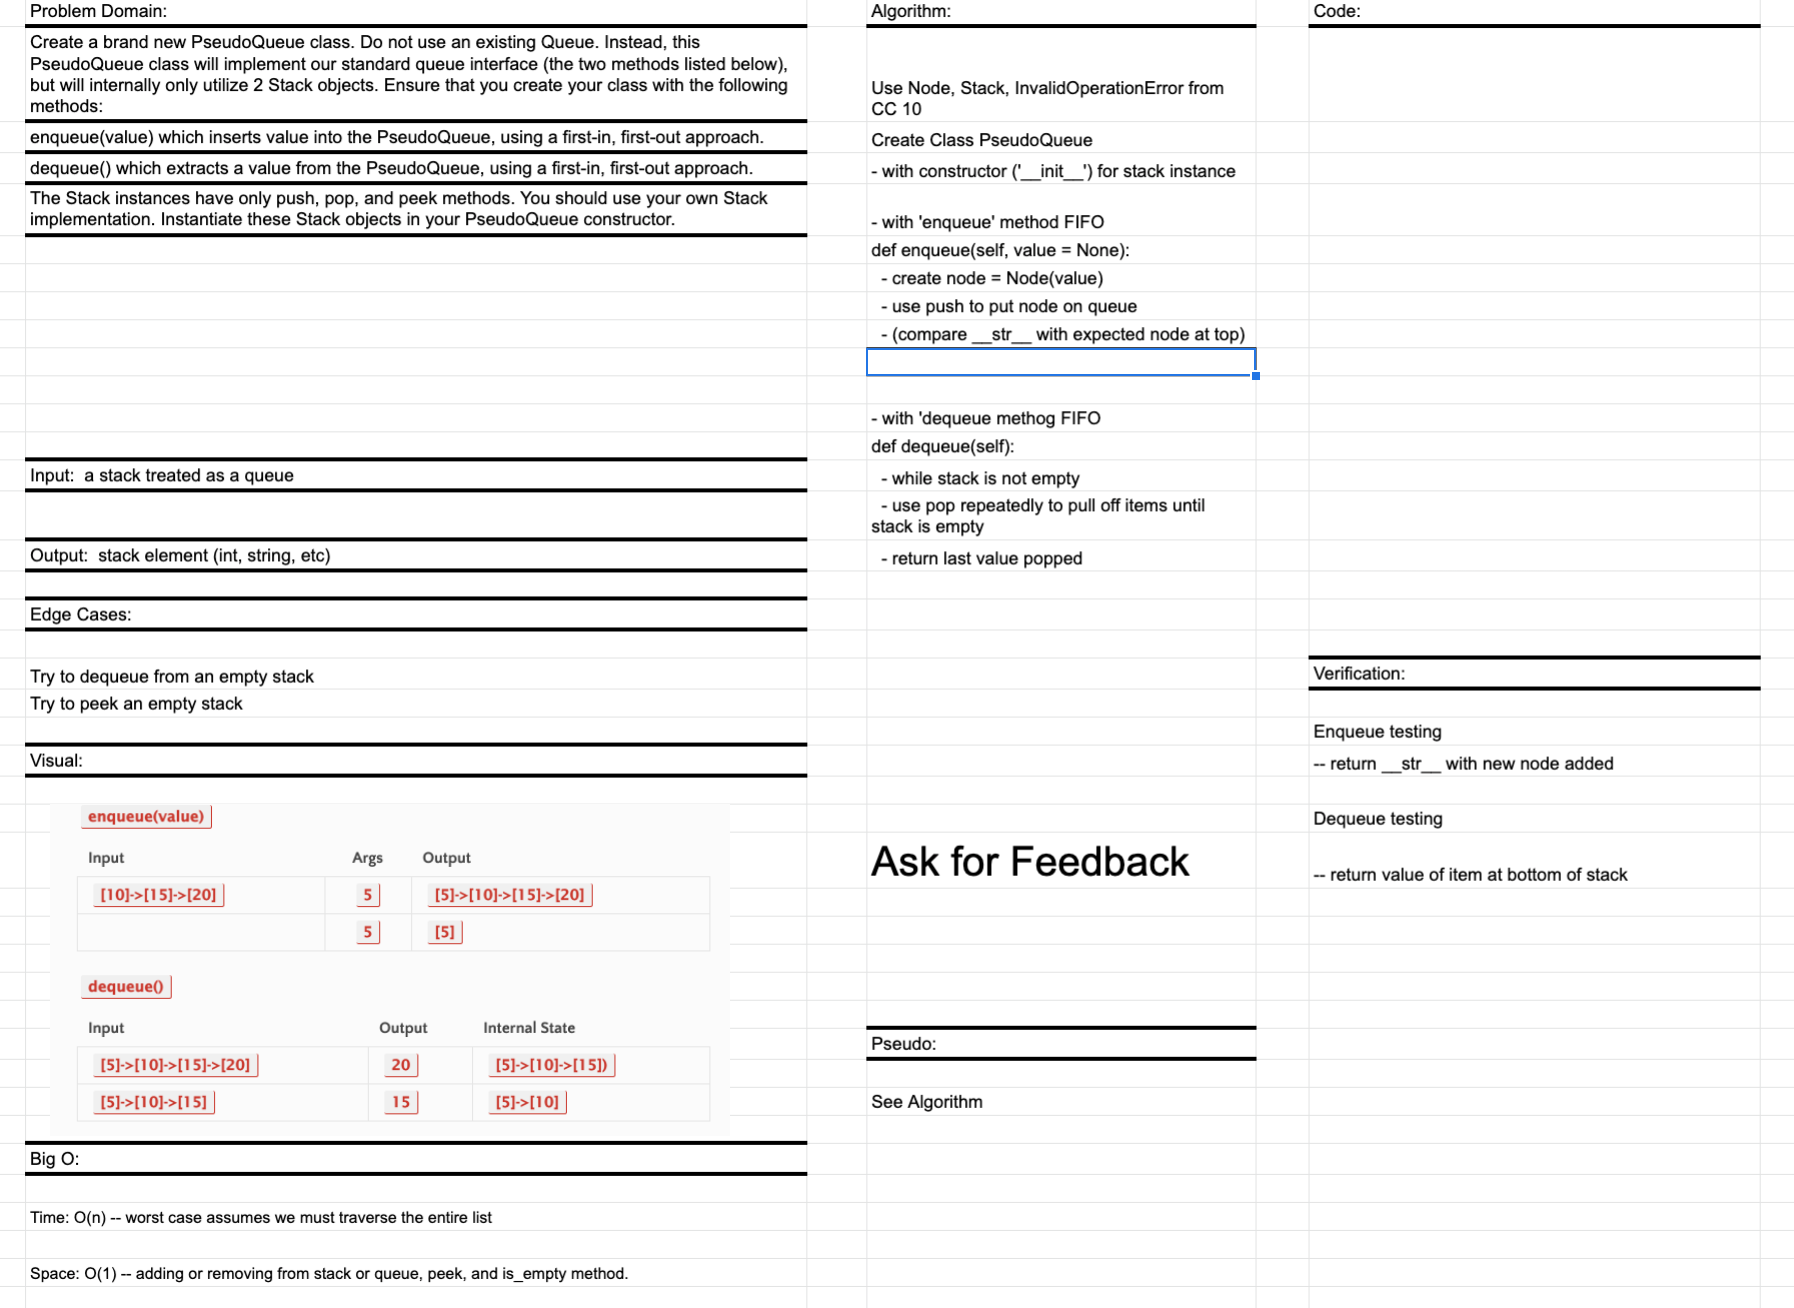 Problem Domain:
Create a brand new PseudoQueue class. Do not use an existing Queue. Instead, this
PseudoQueue class will implement our standard queue interface (the two methods listed below),
but will internally only utilize 2 Stack objects. Ensure that you create your class with the following
methods:
enqueue(value) which inserts value into the PseudoQueue, using a first-in, first-out approach.
dequeue() which extracts a value from the PseudoQueue, using a first-in, first-out approach.
The Stack instances have only push, pop, and peek methods. You should use your own Stack
implementation. Instantiate these Stack objects in your PseudoQueue constructor.
Input:  a stack treated as a queue
Output:  stack element (int, string, etc)
Edge Cases:
Try to dequeue from an empty stack
Try to peek an empty stack
Visual:
enqueue(value)
Input Args Output
[10]->[15]->[20] 5 [5]->[10]->[15]->[20]
5 [5]
dequeue()
Input Output Internal State
[5]->[10]->[15]->[20] 20 [5]->[10]->[15])
[5]->[10]->[15] 15 [5]->[10]
Big O:
Time: O(n) -- worst case assumes we must traverse the entire list
Space: O(1) -- adding or removing from stack or queue, peek, and is_empty method.
Algorithm:
Use Node, Stack, InvalidOperationError from
CC 10
Create Class PseudoQueue
- with constructor ('__init__') for stack instance
- with 'enqueue' method FIFO
def enqueue(self, value = None):
- create node = Node(value)
- use push to put node on queue
- (compare __str__ with expected node at top)
- with 'dequeue methog FIFO
def dequeue(self):
- while stack is not empty
- use pop repeatedly to pull off items until
stack is empty
- return last value popped
Ask for Feedback
Pseudo:
See Algorithm
Code:
Verification:
Enqueue testing
-- return __str__ with new node added
Dequeue testing
-- return value of item at bottom of stack